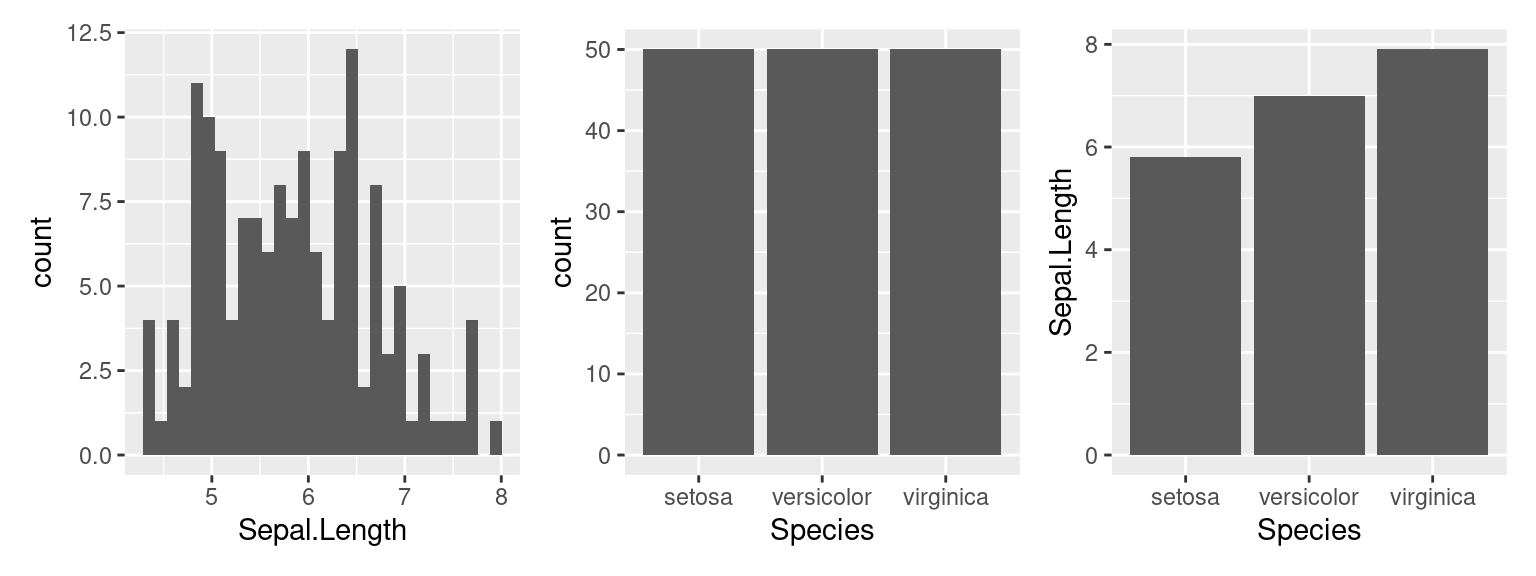 12.5
10.0
7.5
5.0
2.5
0.0
count
5 6 7 8
Sepal.Length
50
40
30
20
10
0
count
setosa versicolor virginica
Species
8
6
4
2
0
Sepal.Length
setosa versicolor virginica
Species